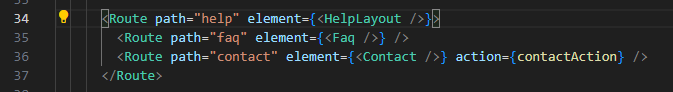 34 <Route path="help" element={<HelpLayout />}>
35 <Route path="faq" element={<Faq />} />
36 <Route path="contact" element={<Contact />} action={contactAction} />
37 </Route>